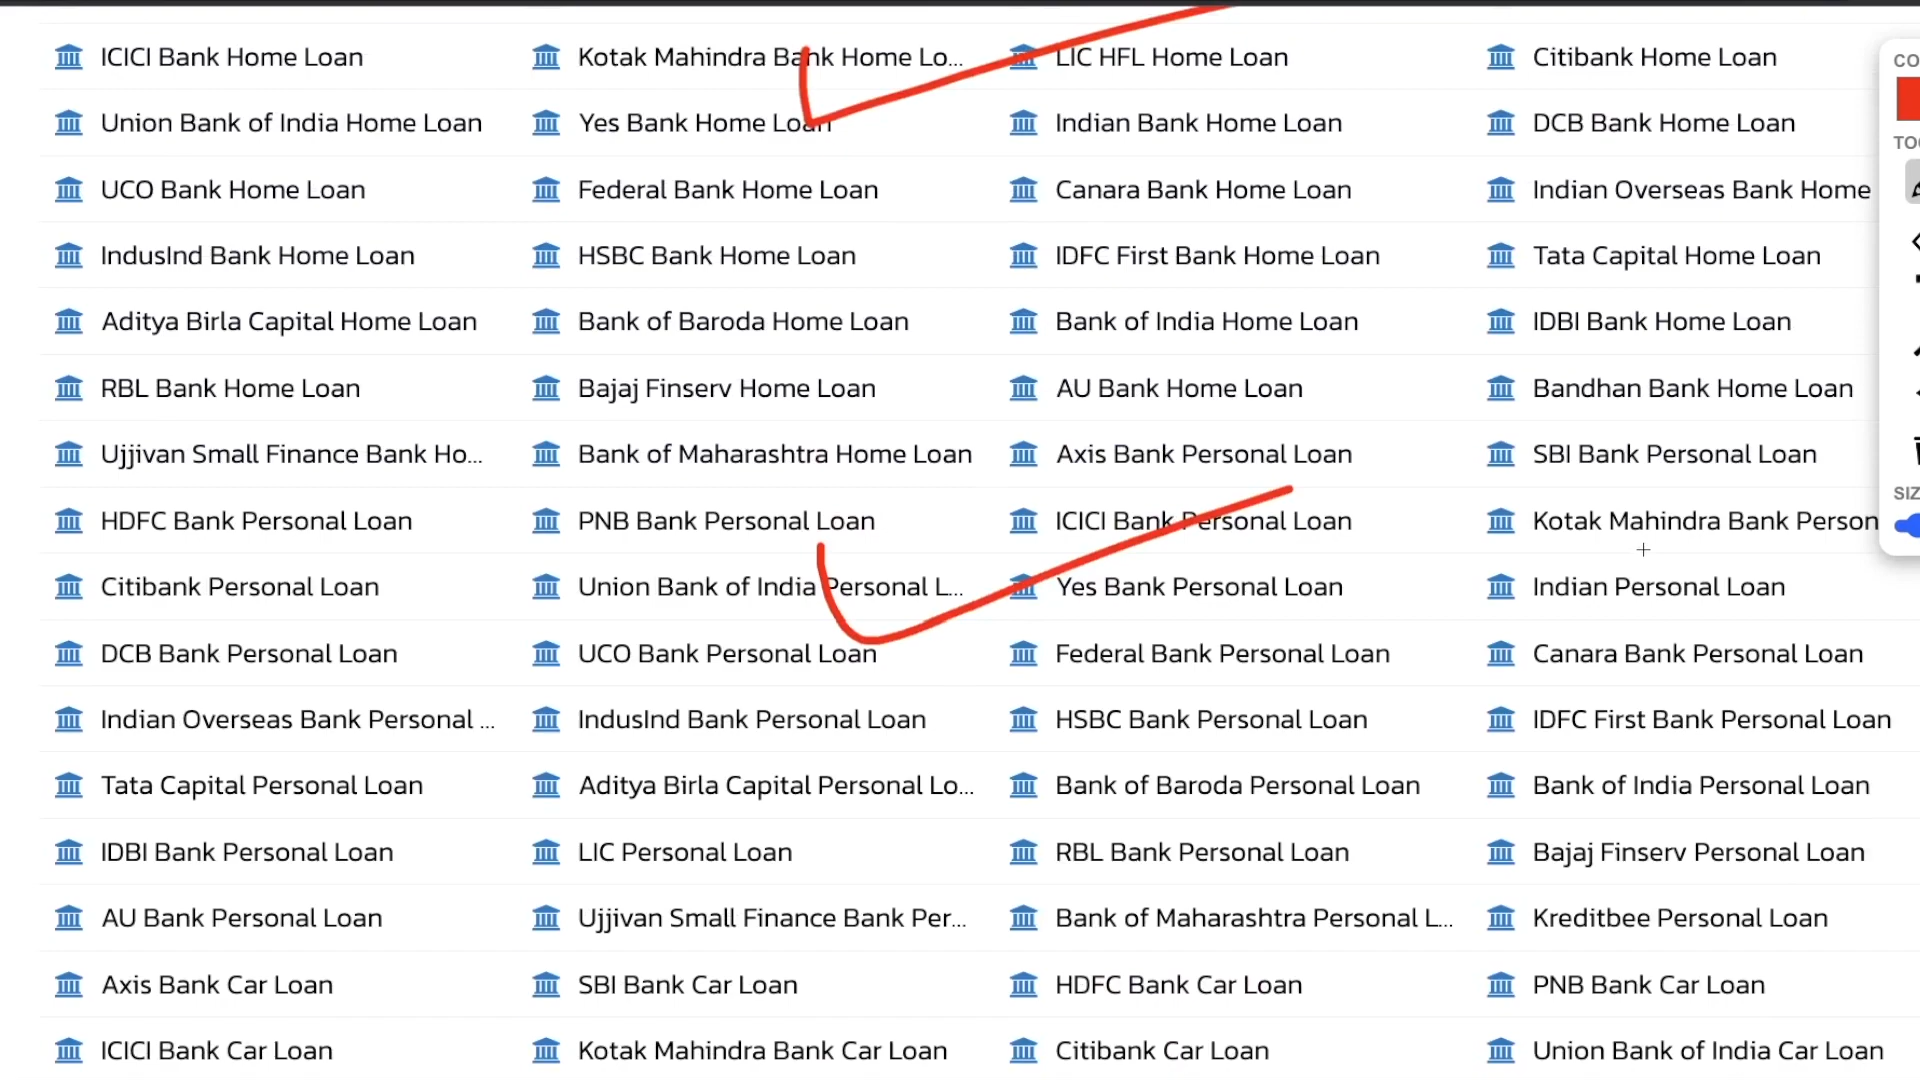 ICICI Bank Home Loan Kotak Mahindra Bank Home Lo... LIC HFL Home Loan Citibank Home Loan
CO
Union Bank of India Home Loan Yes Bank Home Loan Indian Bank Home Loan DCB Bank Home Loan
TOO
UCO Bank Home Loan Federal Bank Home Loan Canara Bank Home Loan Indian Overseas Bank Home
IndusInd Bank Home Loan HSBC Bank Home Loan IDFC First Bank Home Loan Tata Capital Home Loan
Aditya Birla Capital Home Loan Bank of Baroda Home Loan Bank of India Home Loan IDBI Bank Home Loan
RBL Bank Home Loan Bajaj Finserv Home Loan AU Bank Home Loan Bandhan Bank Home Loan
Ujjivan Small Finance Bank Ho... Bank of Maharashtra Home Loan Axis Bank Personal Loan SBI Bank Personal Loan
SIZ
HDFC Bank Personal Loan PNB Bank Personal Loan ICICI Bank Personal Loan Kotak Mahindra Bank Person
Citibank Personal Loan Union Bank of India Personal L... Yes Bank Personal Loan Indian Personal Loan
DCB Bank Personal Loan UCO Bank Personal Loan Federal Bank Personal Loan Canara Bank Personal Loan
Indian Overseas Bank Personal ... IndusInd Bank Personal Loan HSBC Bank Personal Loan IDFC First Bank Personal Loan
Tata Capital Personal Loan Aditya Birla Capital Personal Lo... Bank of Baroda Personal Loan Bank of India Personal Loan
IDBI Bank Personal Loan LIC Personal Loan RBL Bank Personal Loan Bajaj Finserv Personal Loan
AU Bank Personal Loan Ujjivan Small Finance Bank Per... Bank of Maharashtra Personal L... Kreditbee Personal Loan
Axis Bank Car Loan SBI Bank Car Loan HDFC Bank Car Loan PNB Bank Car Loan
ICICI Bank Car Loan Kotak Mahindra Bank Car Loan Citibank Car Loan Union Bank of India Car Loan